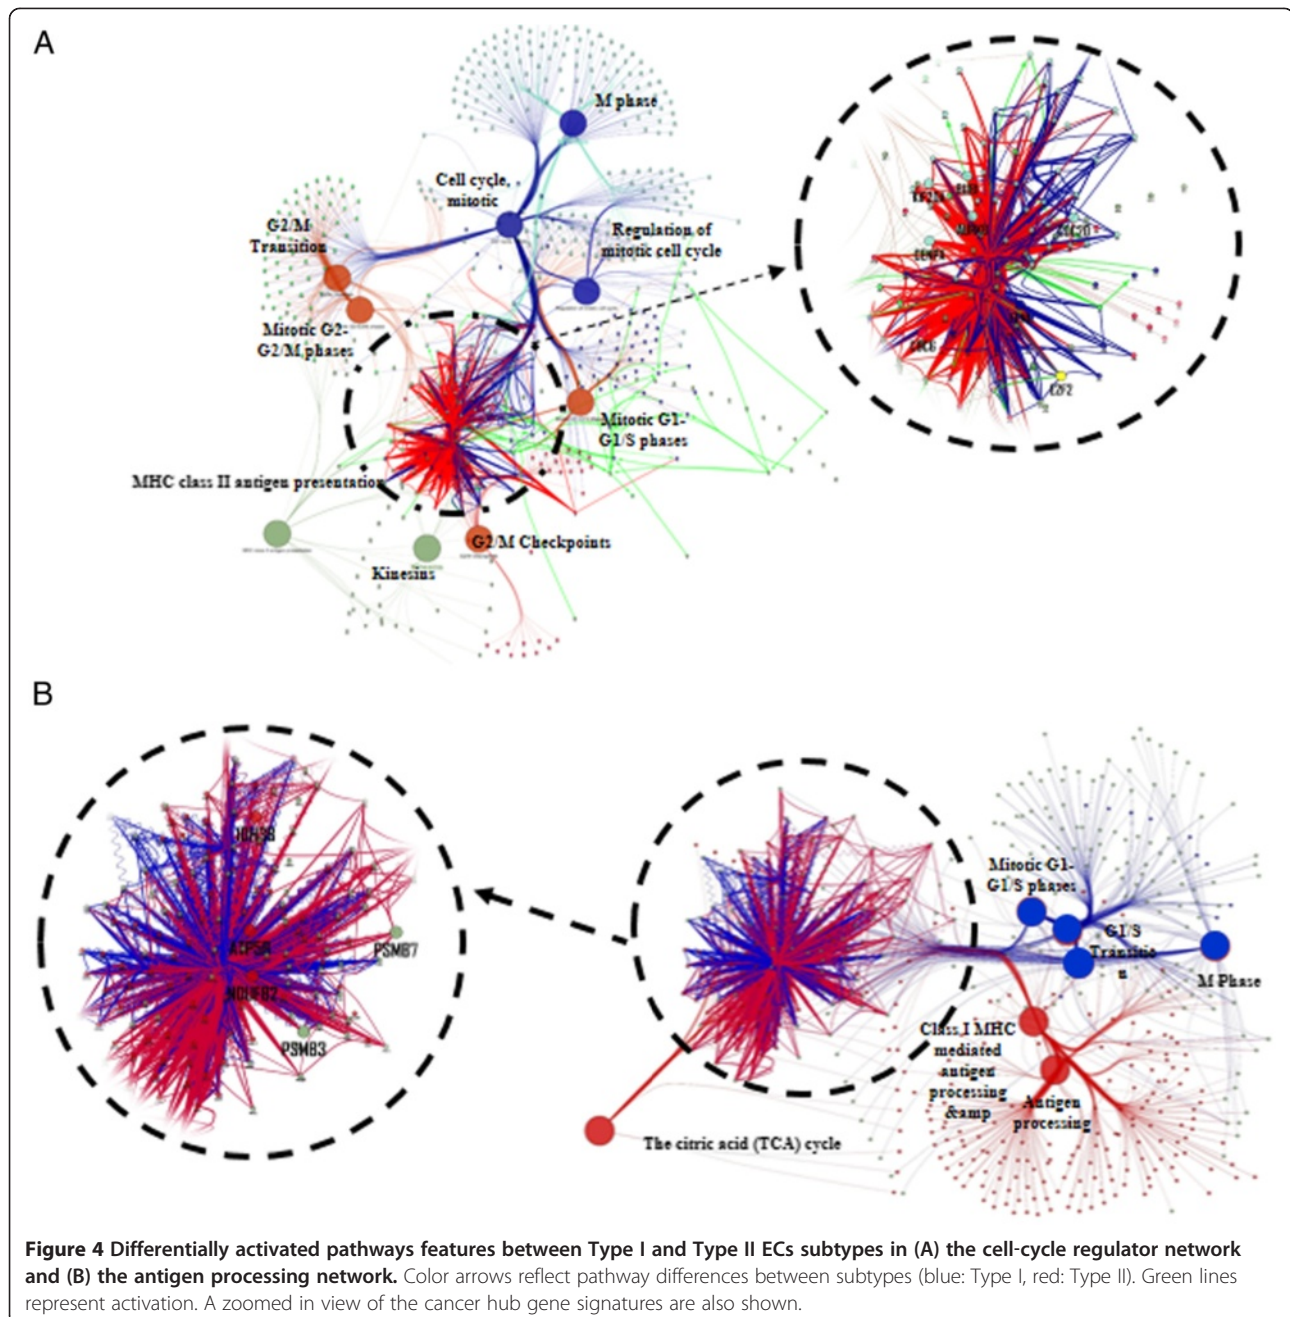 A
M phase
Cell cycle,
mitotic
G2/M
Transition
Regulation of
mitotic cell cycle
Mitotic G2-
G2/M phases
Mitotic G1-
G1/S phases
MHC class II antigen presentation
G2/M Checkpoints
Kinesins
CDC20
CDC6
E2F2
B
PSMB7
NDUFB2
PSMB3
Mitotic G1-
G1/S phases
G1/S
Transitio
n
M Phase
Class I MHC
mediated
antigen
processing
&amp
Antigen
processing
The citric acid (TCA) cycle
Figure 4 Differentially activated pathways features between Type I and Type II ECs subtypes in (A) the cell-cycle regulator network
and (B) the antigen processing network. Color arrows reflect pathway differences between subtypes (blue: Type I, red: Type II). Green lines
represent activation. A zoomed in view of the cancer hub gene signatures are also shown.